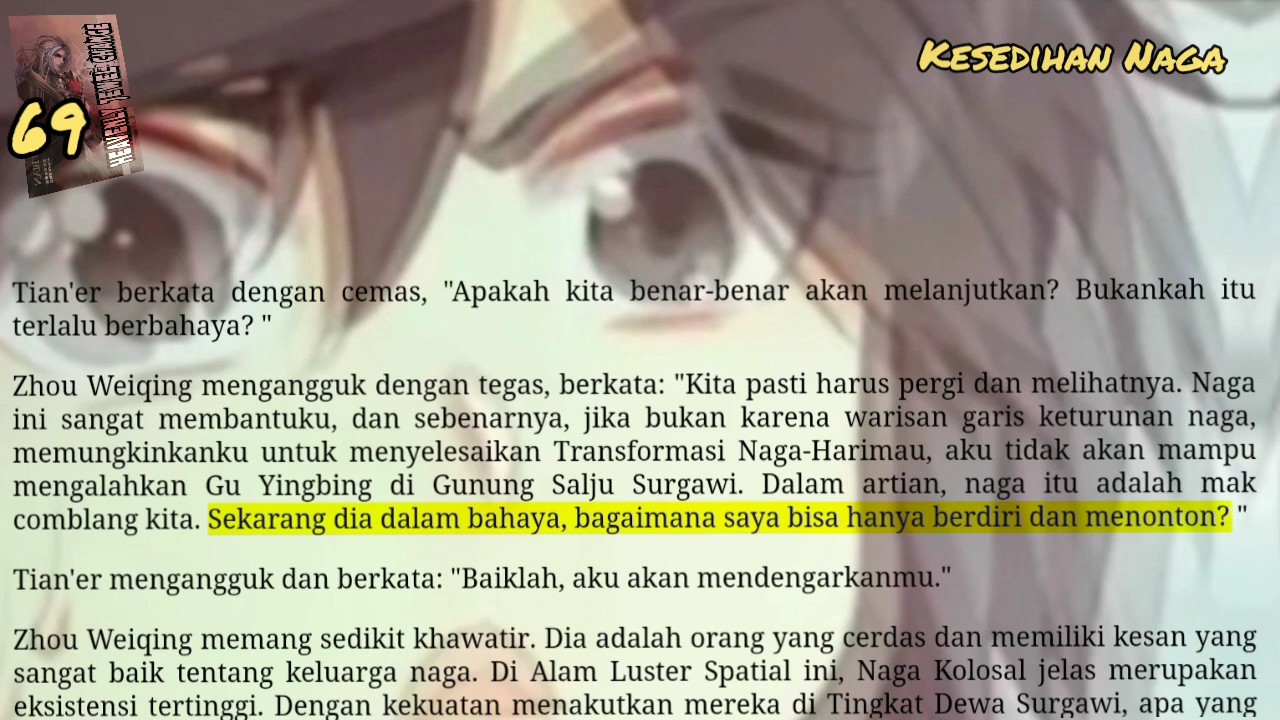 HEAVENLY JEWEL CHANGE
69
Kesedihan Naga
Tian'er berkata dengan cemas, "Apakah kita benar-benar akan melanjutkan? Bukankah itu
terlalu berbahaya? "
Zhou Weiqing mengangguk dengan tegas, berkata: "Kita pasti harus pergi dan melihatnya. Naga
ini sangat membantuku, dan sebenarnya, jika bukan karena warisan garis keturunan naga,
memungkinkanku untuk menyelesaikan Transformasi Naga-Harimau, aku tidak akan mampu
mengalahkan Gu Yingbing di Gunung Salju Surgawi. Dalam artian, naga itu adalah mak
comblang kita. Sekarang dia dalam bahaya, bagaimana saya bisa hanya berdiri dan menonton? "
Tian'er mengangguk dan berkata: "Baiklah, aku akan mendengarkanmu."
Zhou Weiqing memang sedikit khawatir. Dia adalah orang yang cerdas dan memiliki kesan yang
sangat baik tentang keluarga naga. Di Alam Luster Spatial ini, Naga Kolosal jelas merupakan
eksistensi tertinggi. Dengan kekuatan menakutkan mereka di Tingkat Dewa Surgawi, apa yang